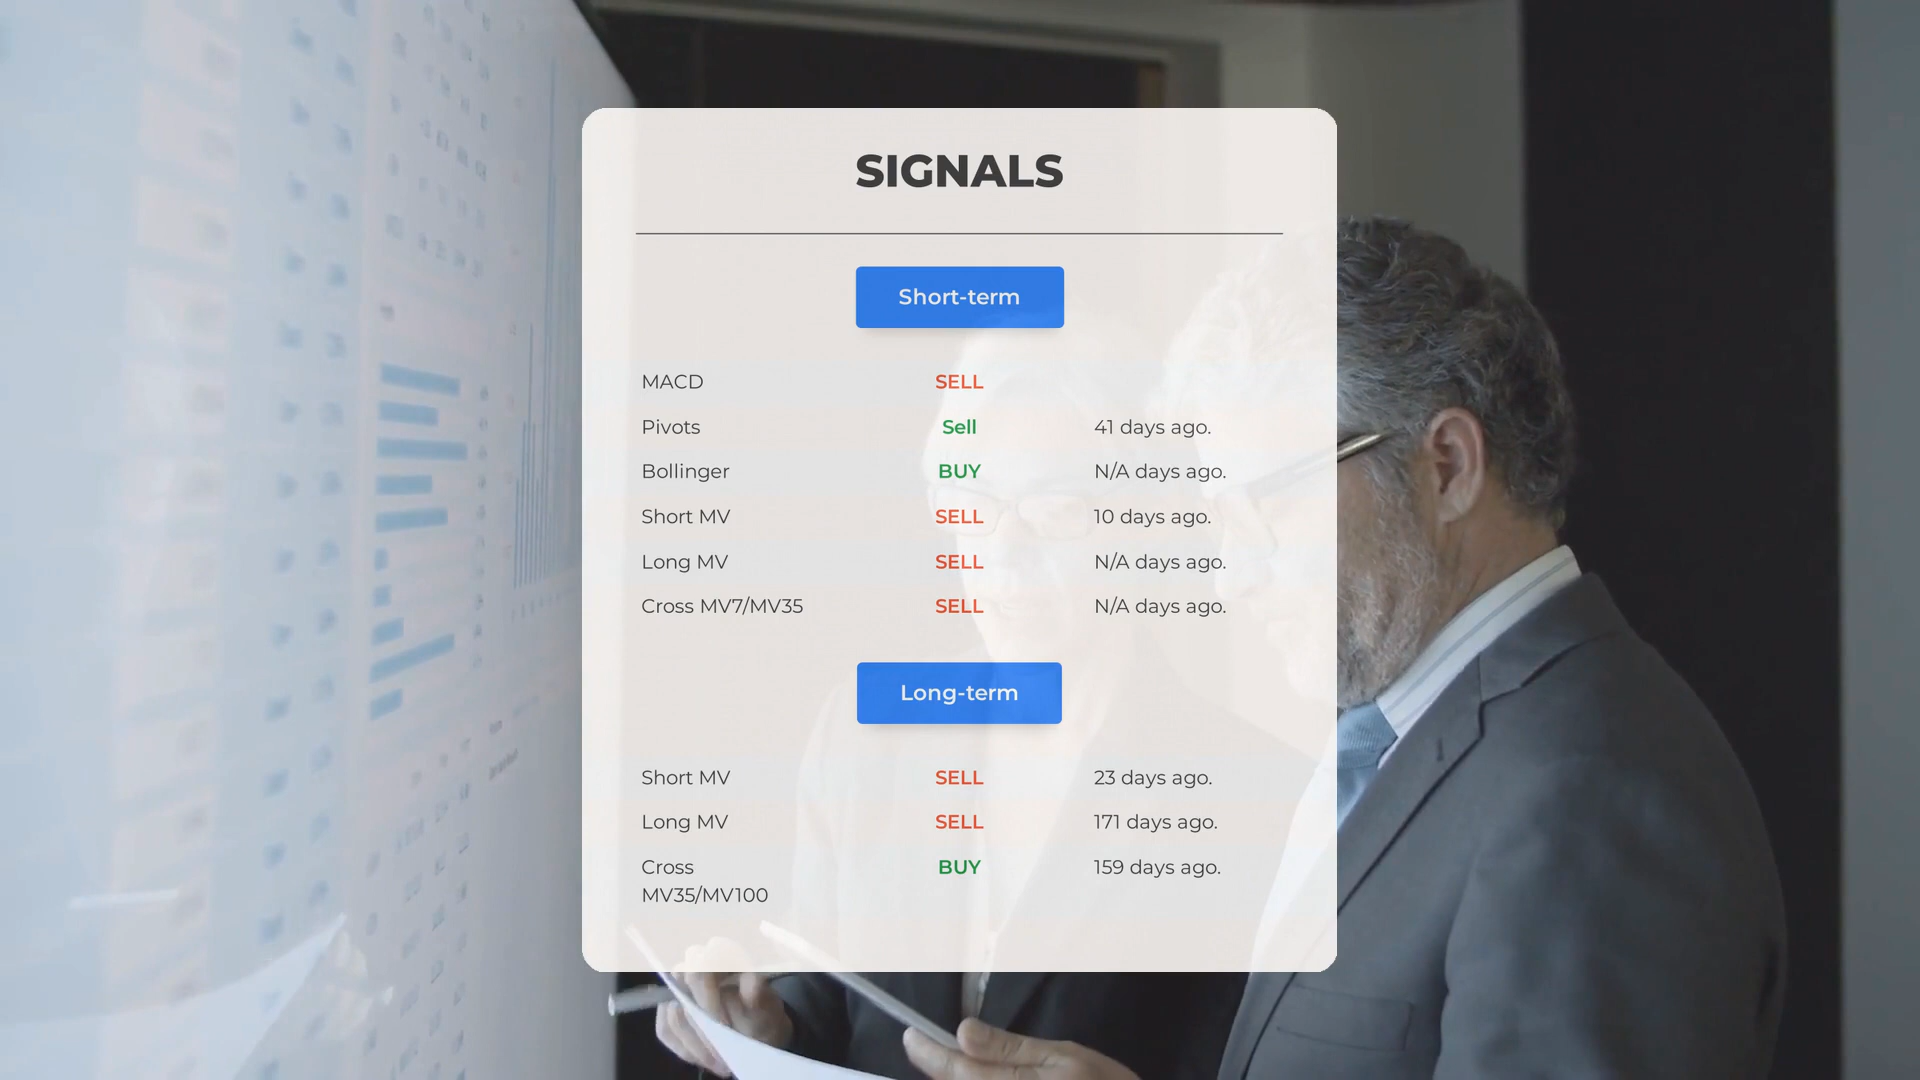 SIGNALS
Short-term
MACD SELL
Pivots Sell 41 days ago.
Bollinger BUY N/A days ago.
Short MV SELL 10 days ago.
Long MV SELL N/A days ago.
Cross MV7/MV35 SELL N/A days ago.
Long-term
Short MV SELL 23 days ago.
Long MV SELL 171 days ago.
Cross BUY 159 days ago.
MV35/MV100